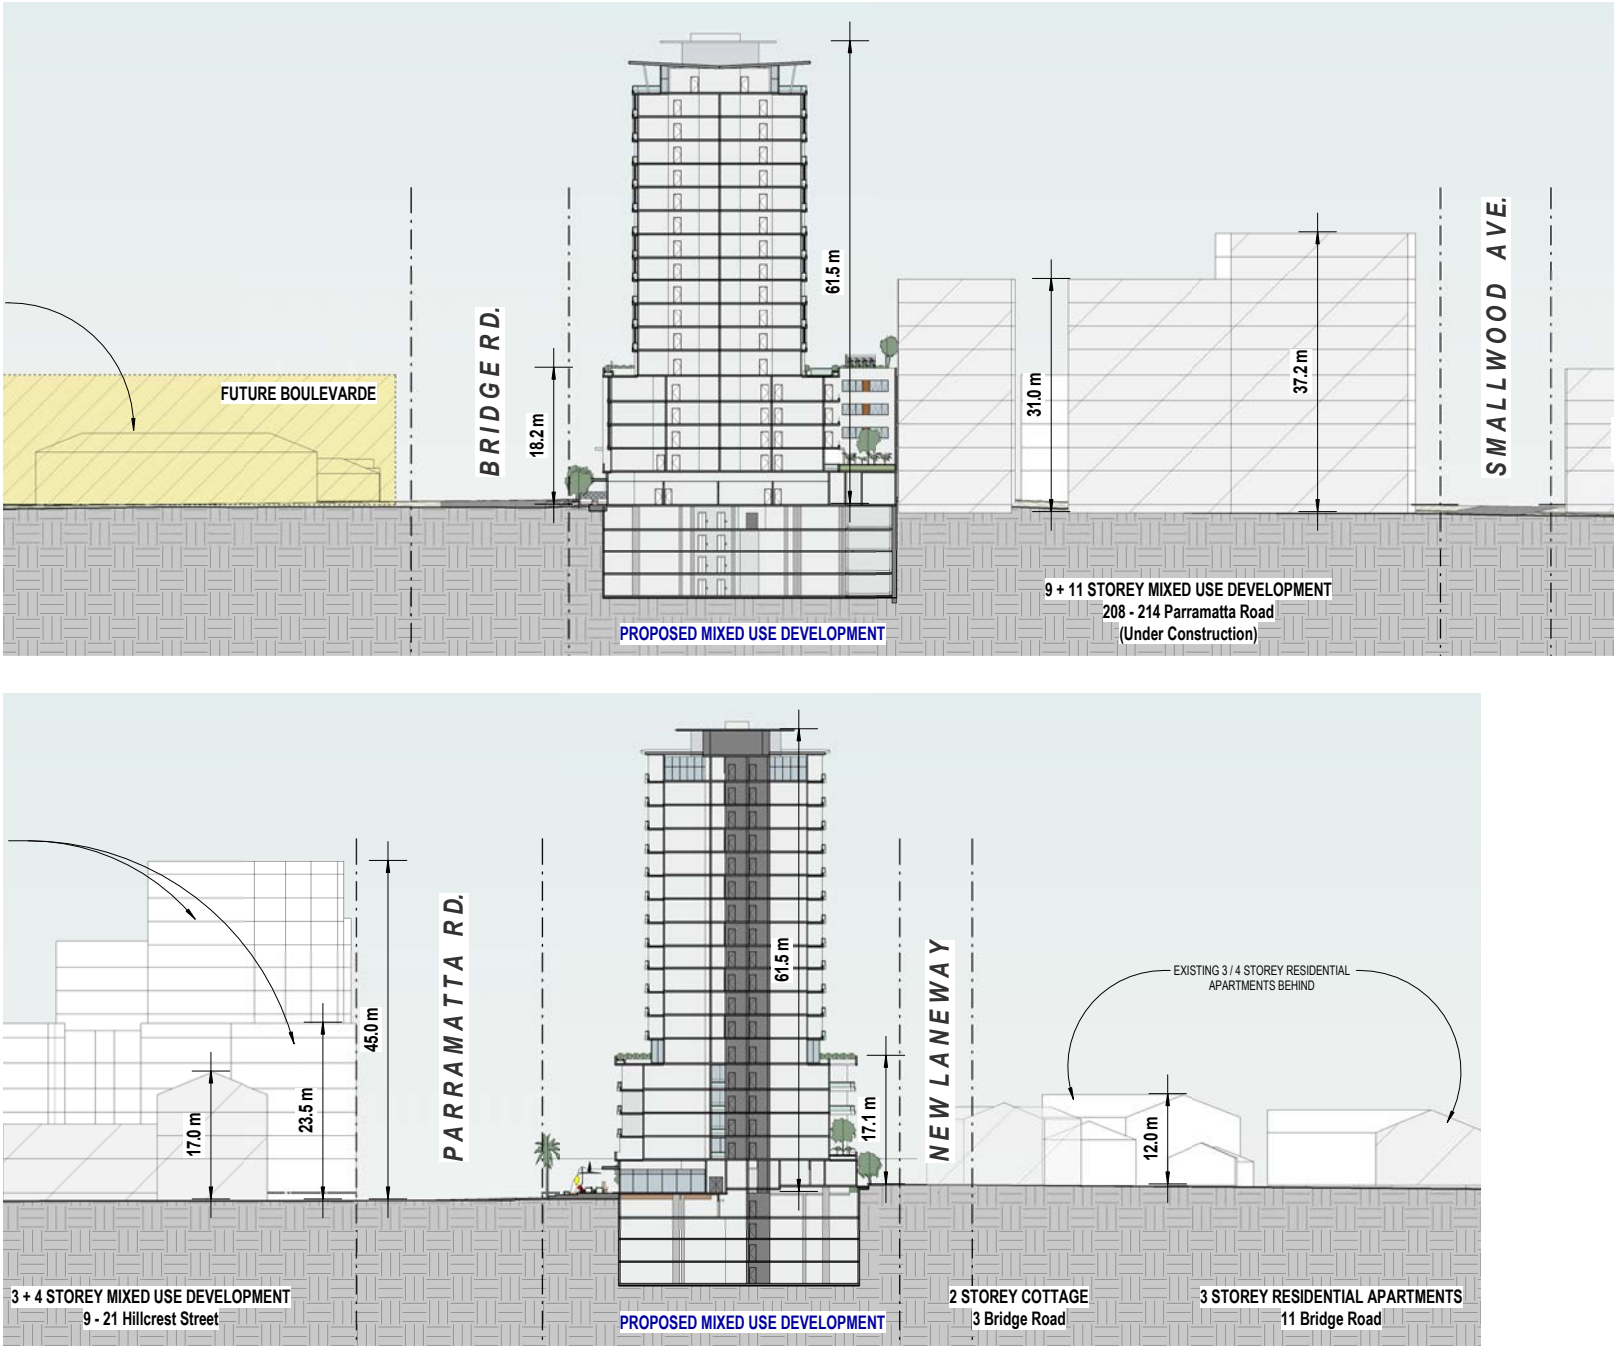 61.5 m
SMALLWOOD AVE.
BRIDGE RD.
37.2 m
31.0 m
FUTURE BOULEVARDE
18.2 m
9 + 11 STOREY MIXED USE DEVELOPMENT
208 - 214 Parramatta Road
(Under Construction)
PROPOSED MIXED USE DEVELOPMENT
PARRAMATTA RD.
61.5 m
NEW LANEWAY
EXISTING 3 / 4 STOREY RESIDENTIAL
APARTMENTS BEHIND
45.0 m
23.5 m
17.0 m
17.1 m
12.0 m
3 + 4 STOREY MIXED USE DEVELOPMENT
9 - 21 Hillcrest Street
PROPOSED MIXED USE DEVELOPMENT
2 STOREY COTTAGE
3 Bridge Road
3 STOREY RESIDENTIAL APARTMENTS
11 Bridge Road